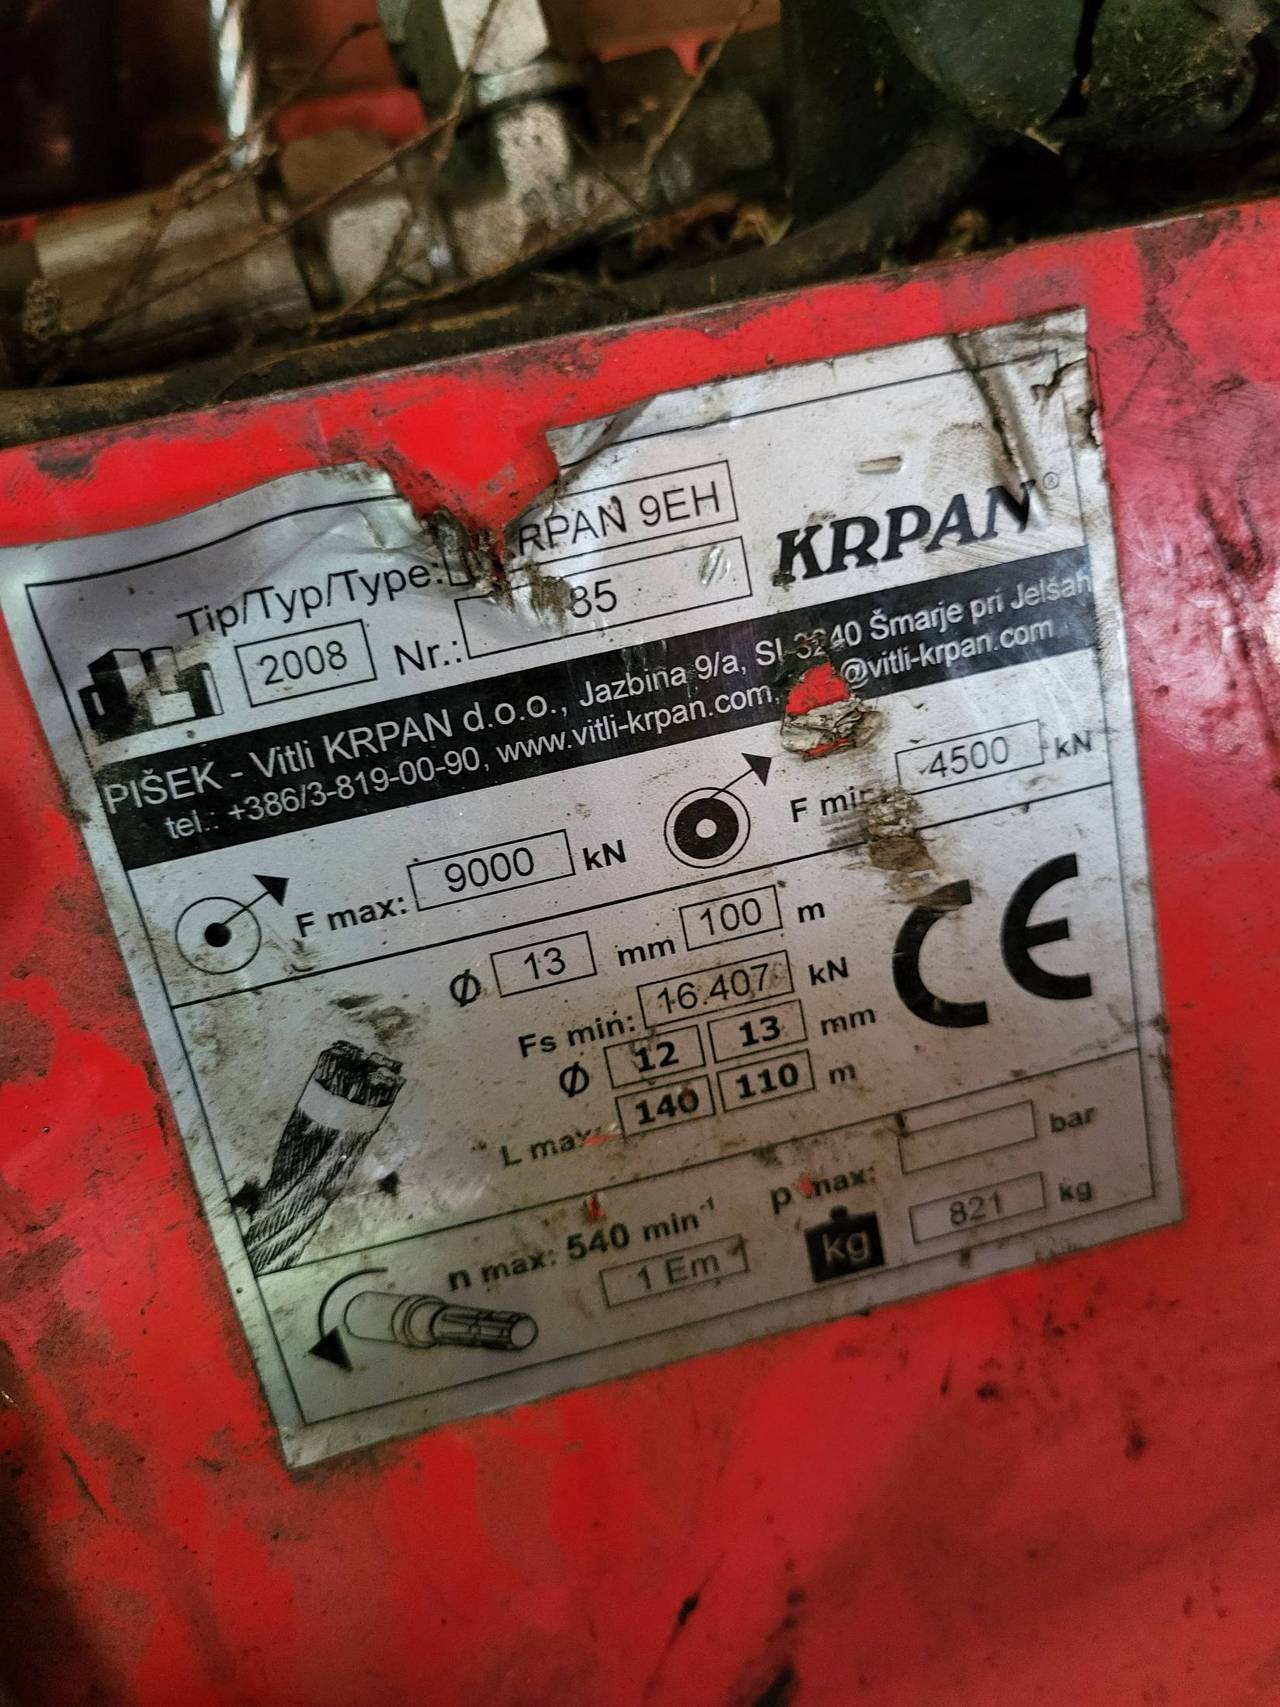 Tip/Typ/Type: RPAN 9EH
KRPAN®
2008 Nr.: 85
PIŠEK - Vitli KRPAN d.o.o., Jazbina 9/a, SI-3240 Šmarje pri Jelšah
tel.: +386/3-819-00-90, www.vitli-krpan.com, @vitli-krpan.com
F max: 9000 kN
F min 4500 kN
Ø 13 mm 100 m
Fs min: 16.407 kN
Ø 12 13 mm
L max 140 110 m
CE
n max: 540 min⁻¹
1 Em
p max: bar
kg 821 kg